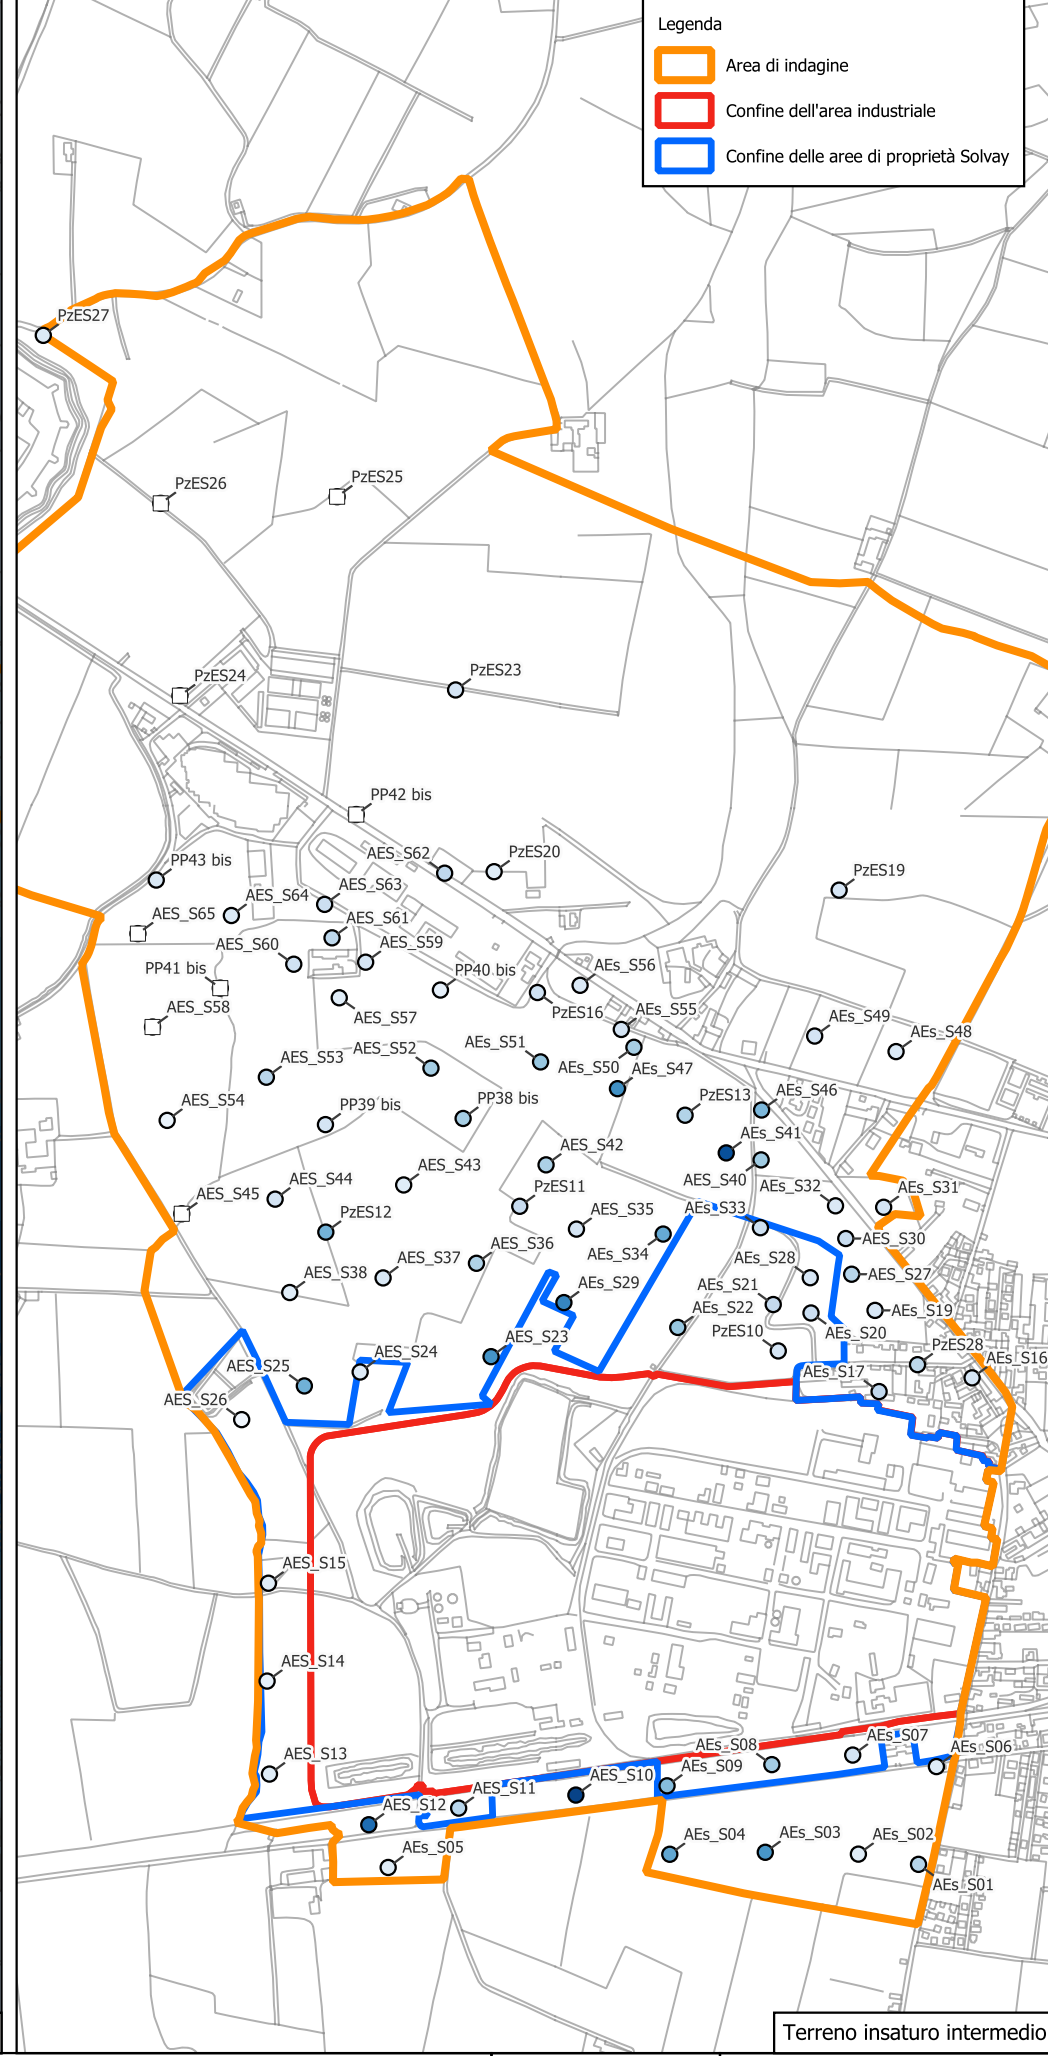 Legenda
Area di indagine
Confine dell'area industriale
Confine delle aree di proprietà Solvay
PzES27
PzES26
PzES25
PzES24
PzES23
PP42 bis
AES_S62
PzES20
PP43 bis
PzES19
AES_S63
AES_S64
AES_S65
AES_S61
AES_S60
AES_S59
PP41 bis
PP40 bis
AEs_S56
AES_S58
AES_S57
PzES16
AEs_S55
AEs_S49
AEs_S48
AES_S53
AES_S52
AEs_S51
AEs_S50
AEs_S47
AES_S54
PP39 bis
PP38 bis
PzES13
AEs_S46
AEs_S41
AES_S42
AES_S40
AES_S45
AES_S44
AES_S43
PzES11
AEs_S32
AEs_S31
PzES12
AEs_S35
AEs_S33
AEs_S34
AEs_S30
AES_S38
AES_S37
AES_S36
AEs_S28
AEs_S27
AEs_S29
AEs_S21
AEs_S19
AEs_S22
AEs_S20
PzES10
PzES28
AEs_S16
AES_S25
AES_S24
AES_S23
AEs_S17
AES_S26
AES_S15
AES_S14
AES_S13
AEs_S08
AEs_S07
AEs_S06
AES_S12
AES_S11
AES_S10
AEs_S09
AEs_S05
AEs_S04
AEs_S03
AEs_S02
AEs_S01
Terreno insaturo intermedio